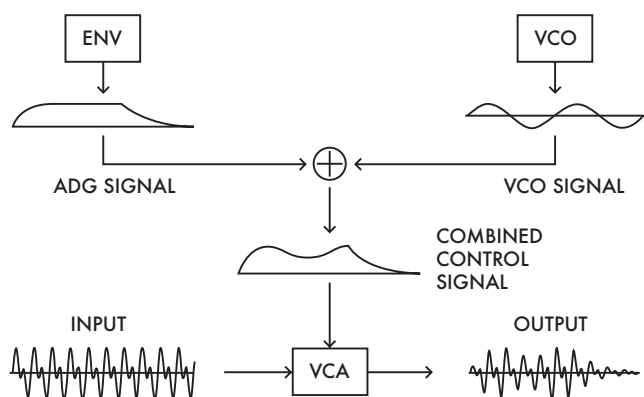 ENV
VCO
ADG SIGNAL
VCO SIGNAL
COMBINED
CONTROL
SIGNAL
INPUT
OUTPUT
VCA